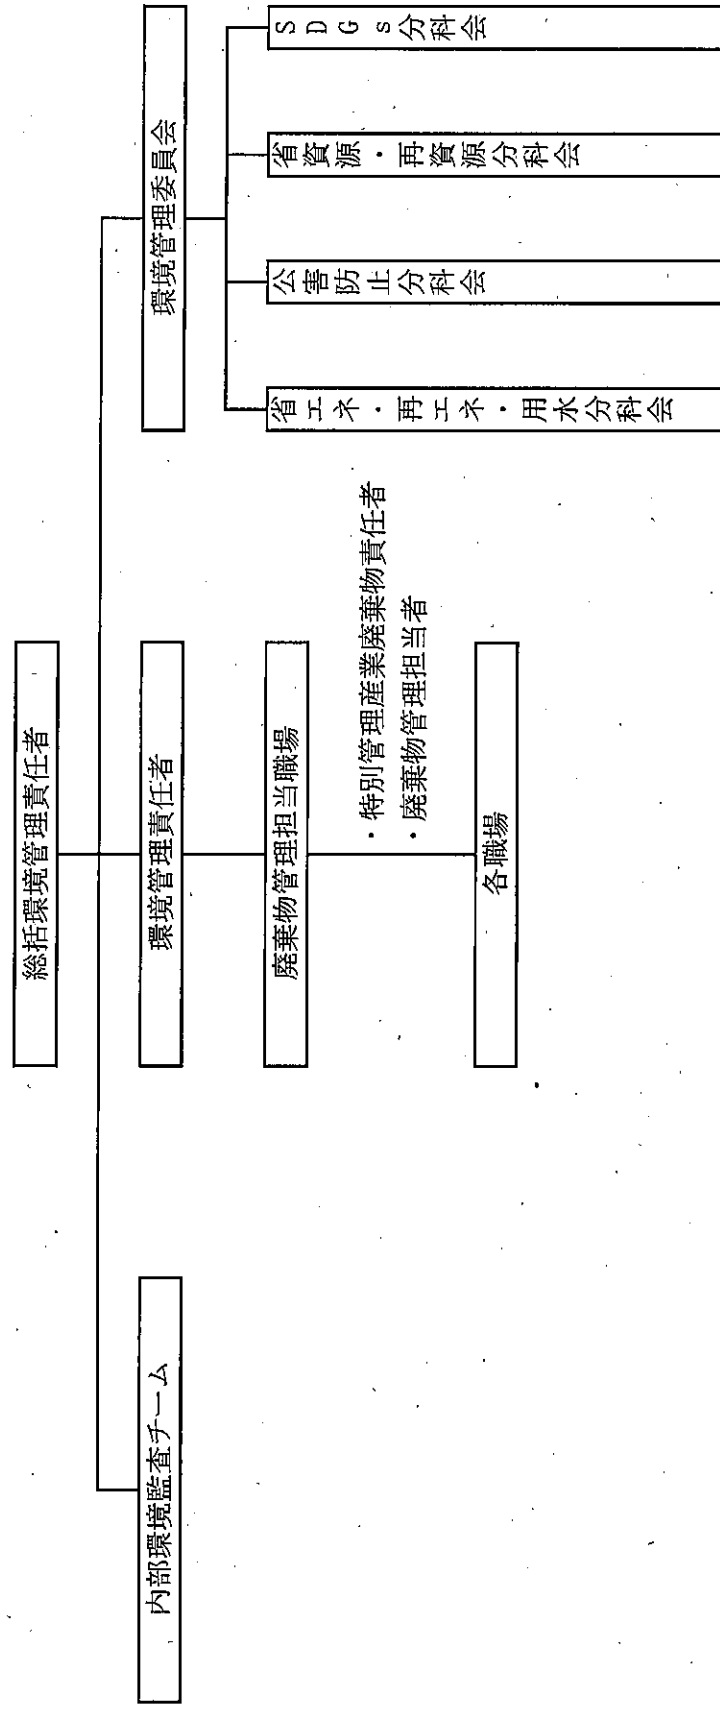 総括環境管理責任者
内部環境監査チーム
環境管理責任者
環境管理委員会
廃棄物管理担当職場
・特別管理産業廃棄物責任者
・廃棄物管理担当者
各職場
省エネ・再エネ・用水分科会
公害防止分科会
省資源・再資源分科会
SDGs分科会